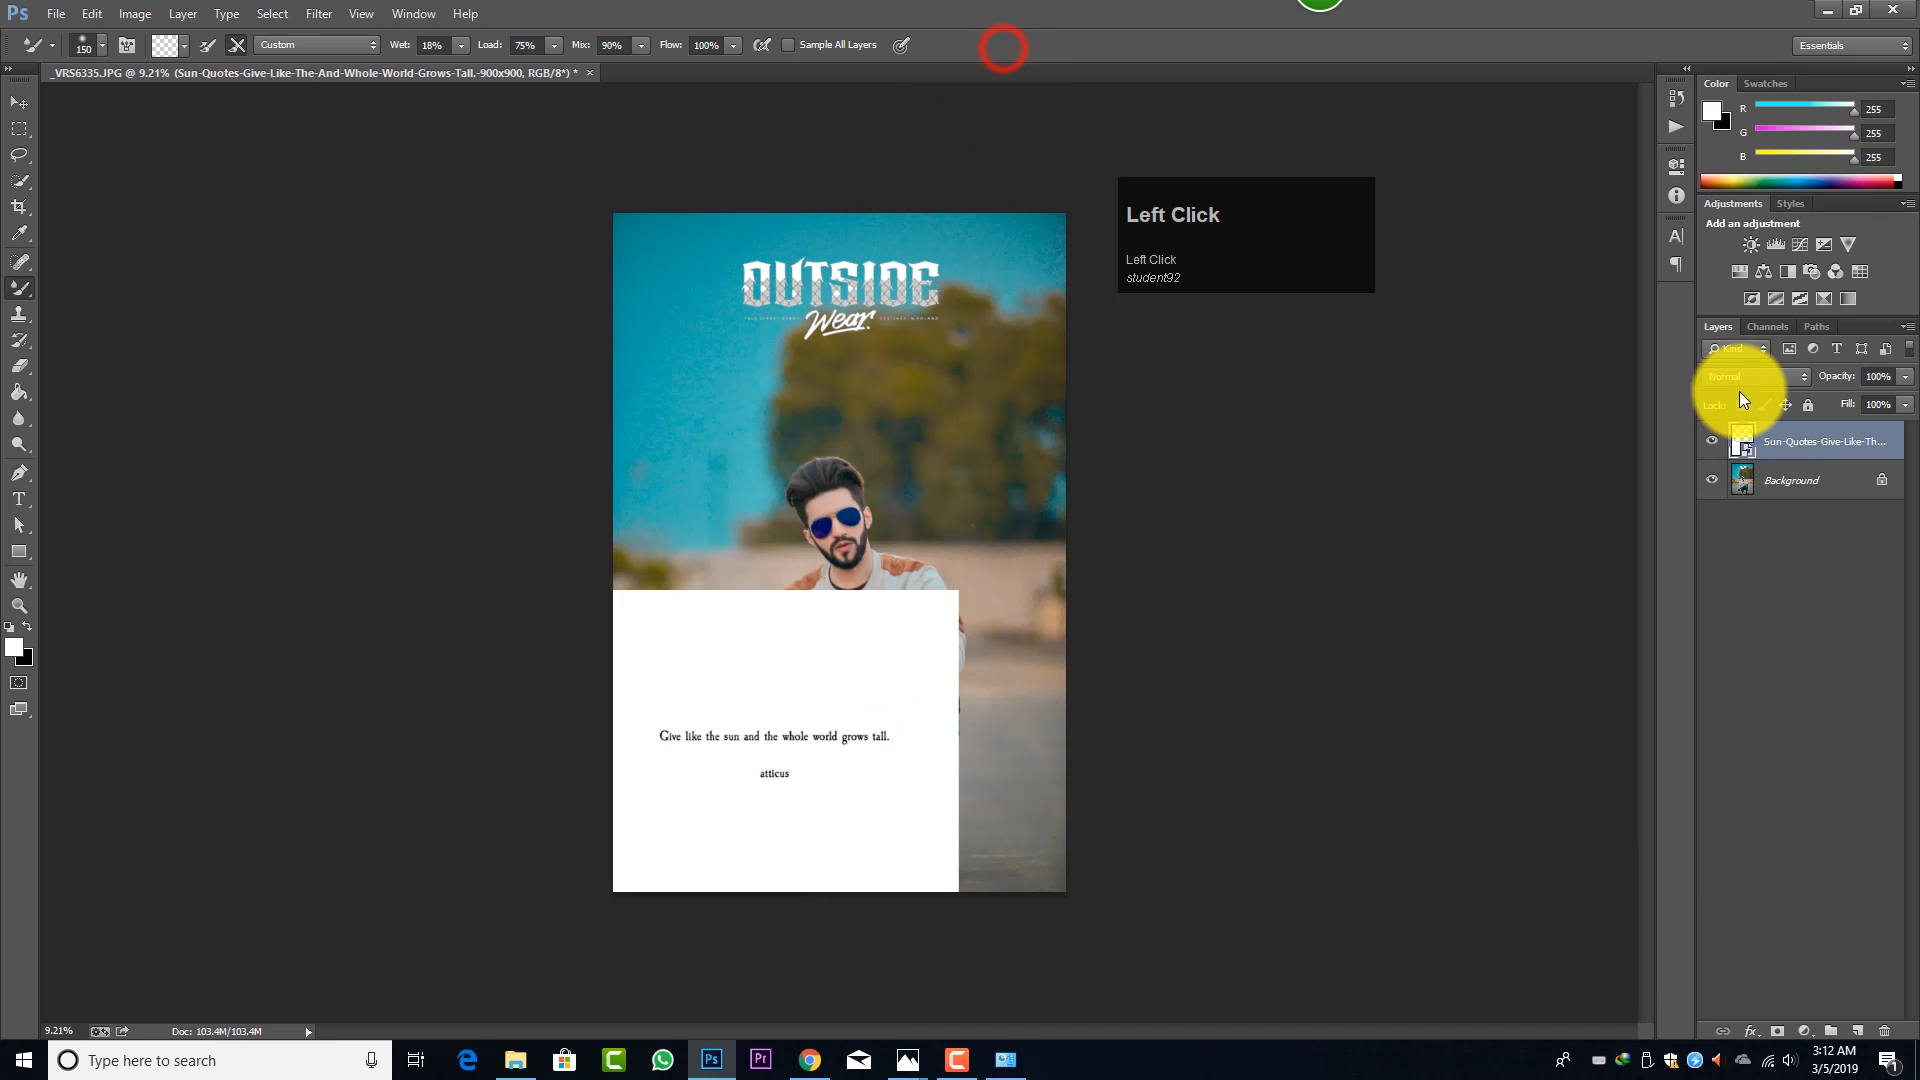 Ps File Edit Image Layer Type Select Filter View Window Help
150 Custom Wet: 18% Load: 75% Mix: 90% Flow: 100% Sample All Layers Essentials
_VRS6335.JPG @ 9.21% (Sun-Quotes-Give-Like-The-And-Whole-World-Grows-Tall.-900x900, RGB/8*) * ×
Color Swatches
R 255
G 255
B 255
Left Click
Left Click
student92
Adjustments Styles
Add an adjustment
OUTSIDE
Wear.
Layers Channels Paths
Kind
Normal Opacity: 100%
Lock: Fill: 100%
Sun-Quotes-Give-Like-Th...
Background
Give like the sun and the whole world grows tall.
atticus
9.21% Doc: 103.4M/103.4M
Type here to search
Ps Pr
3:12 AM
3/5/2019
1